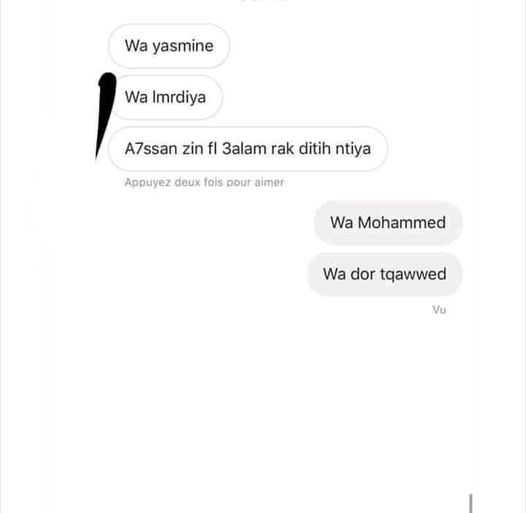 Wa yasmine
Wa lmrdiya
A7ssan zin fl 3alam rak ditih ntiya
Appuyez deux fois pour aimer
Wa Mohammed
Wa dor tqawwed
Vu